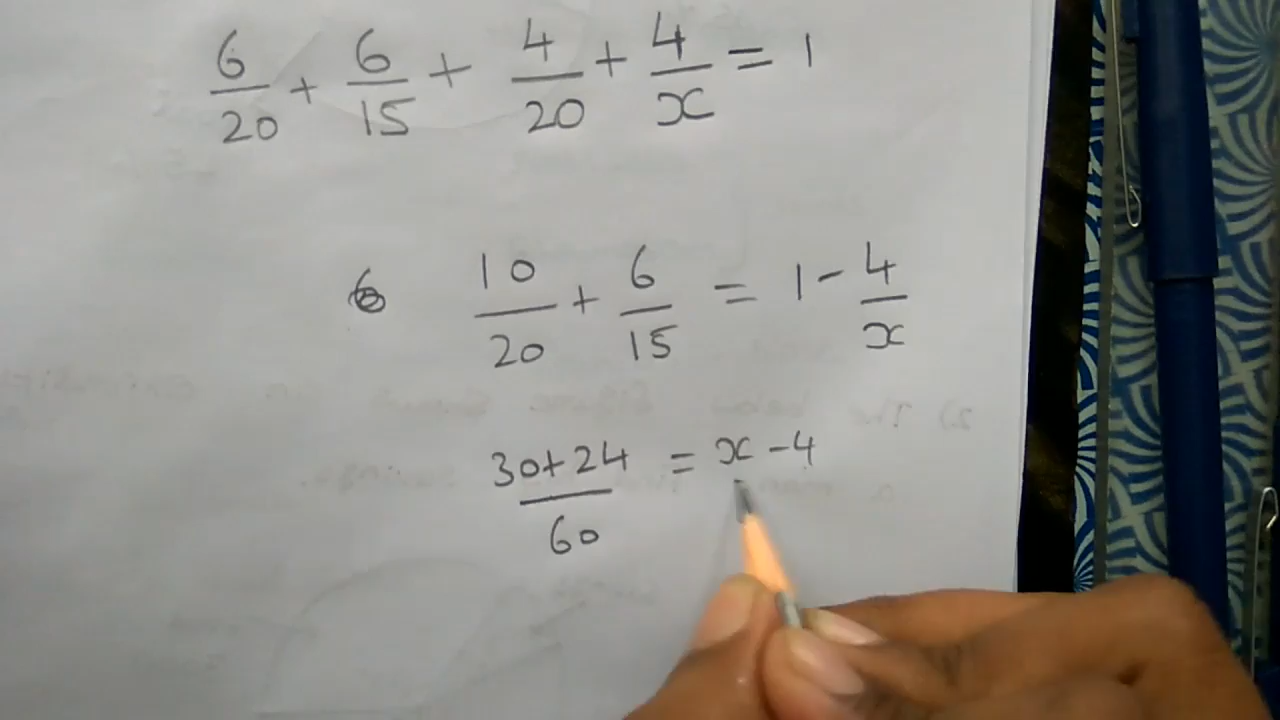 6/20 + 6/15 + 4/20 + 4/x = 1
6 10/20 + 6/15 = 1 - 4/x
30+24/60 = x - 4